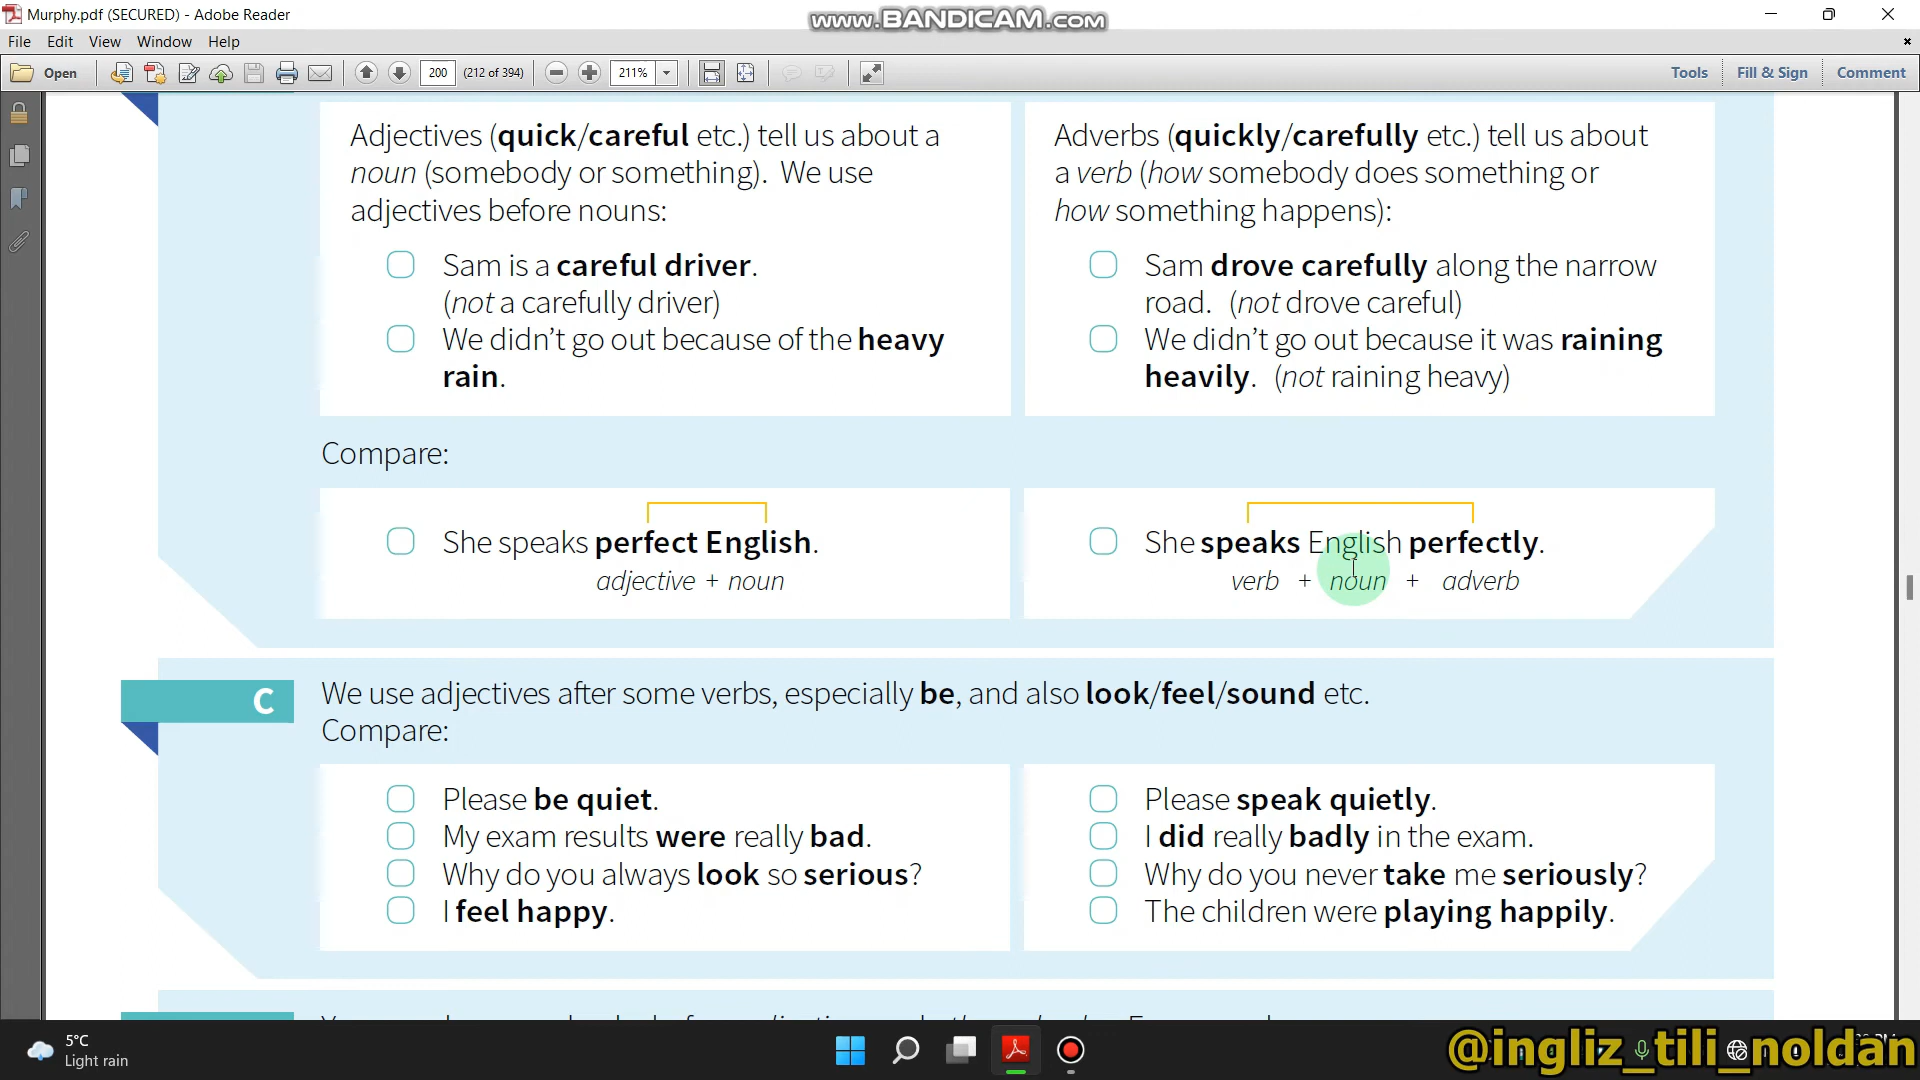 Murphy.pdf (SECURED) - Adobe Reader
www.BANDICAM.com
File Edit View Window Help
Open 200 (212 of 394) 211% Tools Fill & Sign Comment
Adjectives (quick/careful etc.) tell us about a
noun (somebody or something). We use
adjectives before nouns:
Sam is a careful driver.
(not a carefully driver)
We didn't go out because of the heavy
rain.
Adverbs (quickly/carefully etc.) tell us about
a verb (how somebody does something or
how something happens):
Sam drove carefully along the narrow
road. (not drove careful)
We didn't go out because it was raining
heavily. (not raining heavy)
Compare:
She speaks perfect English.
adjective + noun
She speaks English perfectly.
verb + noun + adverb
C
We use adjectives after some verbs, especially be, and also look/feel/sound etc.
Compare:
Please be quiet.
My exam results were really bad.
Why do you always look so serious?
I feel happy.
Please speak quietly.
I did really badly in the exam.
Why do you never take me seriously?
The children were playing happily.
5°C
Light rain
@ingliz_tili_noldan